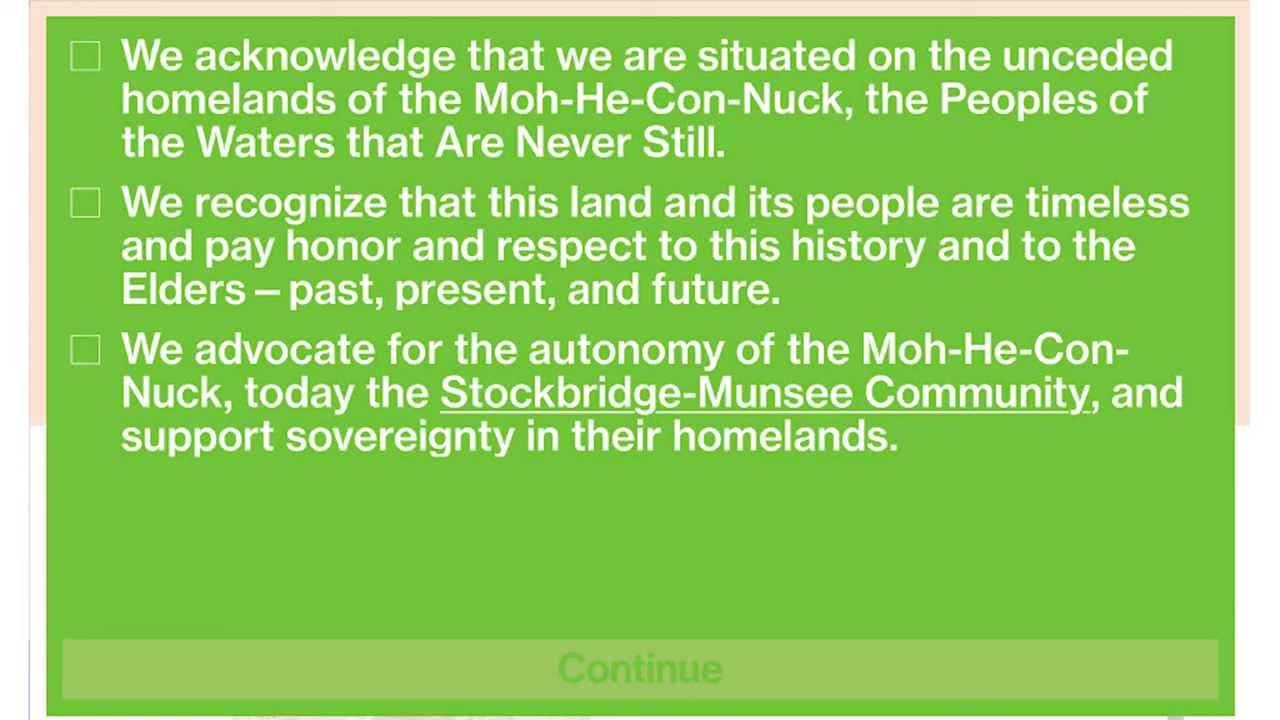 We acknowledge that we are situated on the unceded
homelands of the Moh-He-Con-Nuck, the Peoples of
the Waters that Are Never Still.
We recognize that this land and its people are timeless
and pay honor and respect to this history and to the
Elders – past, present, and future.
We advocate for the autonomy of the Moh-He-Con-
Nuck, today the Stockbridge-Munsee Community, and
support sovereignty in their homelands.
Continue